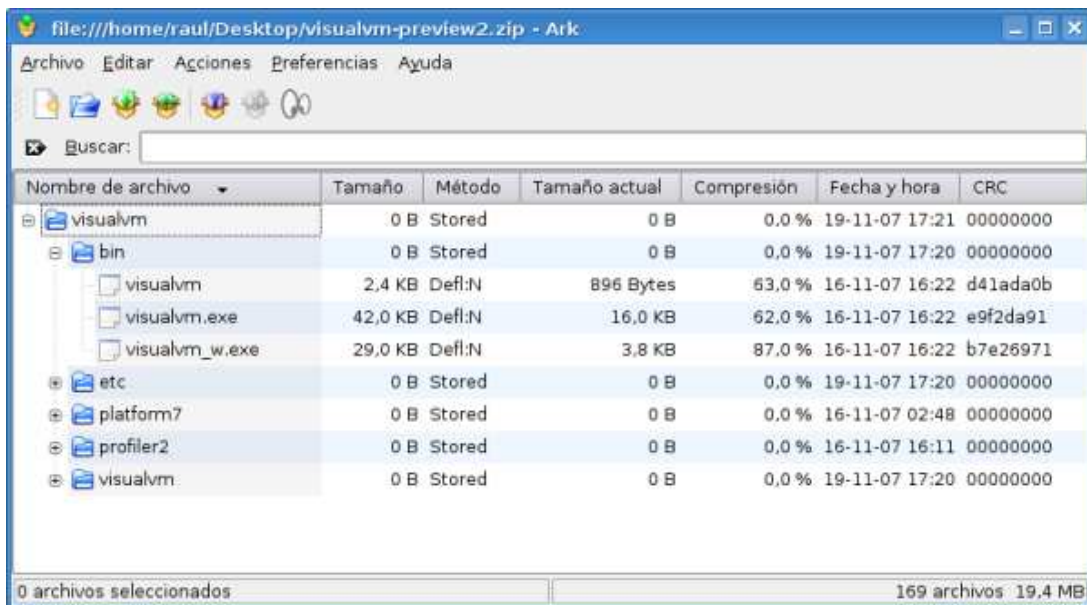 file:///home/raul/Desktop/visualvm-preview2.zip - Ark
Archivo Editar Acciones Preferencias Ayuda
Buscar:
Nombre de archivo Tamaño Método Tamaño actual Compresión Fecha y hora CRC
visualvm 0 B Stored 0 B 0,0 % 19-11-07 17:21 00000000
bin 0 B Stored 0 B 0,0 % 19-11-07 17:20 00000000
visualvm 2,4 KB Defl:N 896 Bytes 63,0 % 16-11-07 16:22 d41ada0b
visualvm.exe 42,0 KB Defl:N 16,0 KB 62,0 % 16-11-07 16:22 e9f2da91
visualvm_w.exe 29,0 KB Defl:N 3,8 KB 87,0 % 16-11-07 16:22 b7e26971
etc 0 B Stored 0 B 0,0 % 19-11-07 17:20 00000000
platform7 0 B Stored 0 B 0,0 % 16-11-07 02:48 00000000
profiler2 0 B Stored 0 B 0,0 % 16-11-07 16:11 00000000
visualvm 0 B Stored 0 B 0,0 % 19-11-07 17:20 00000000
0 archivos seleccionados 169 archivos 19,4 MB